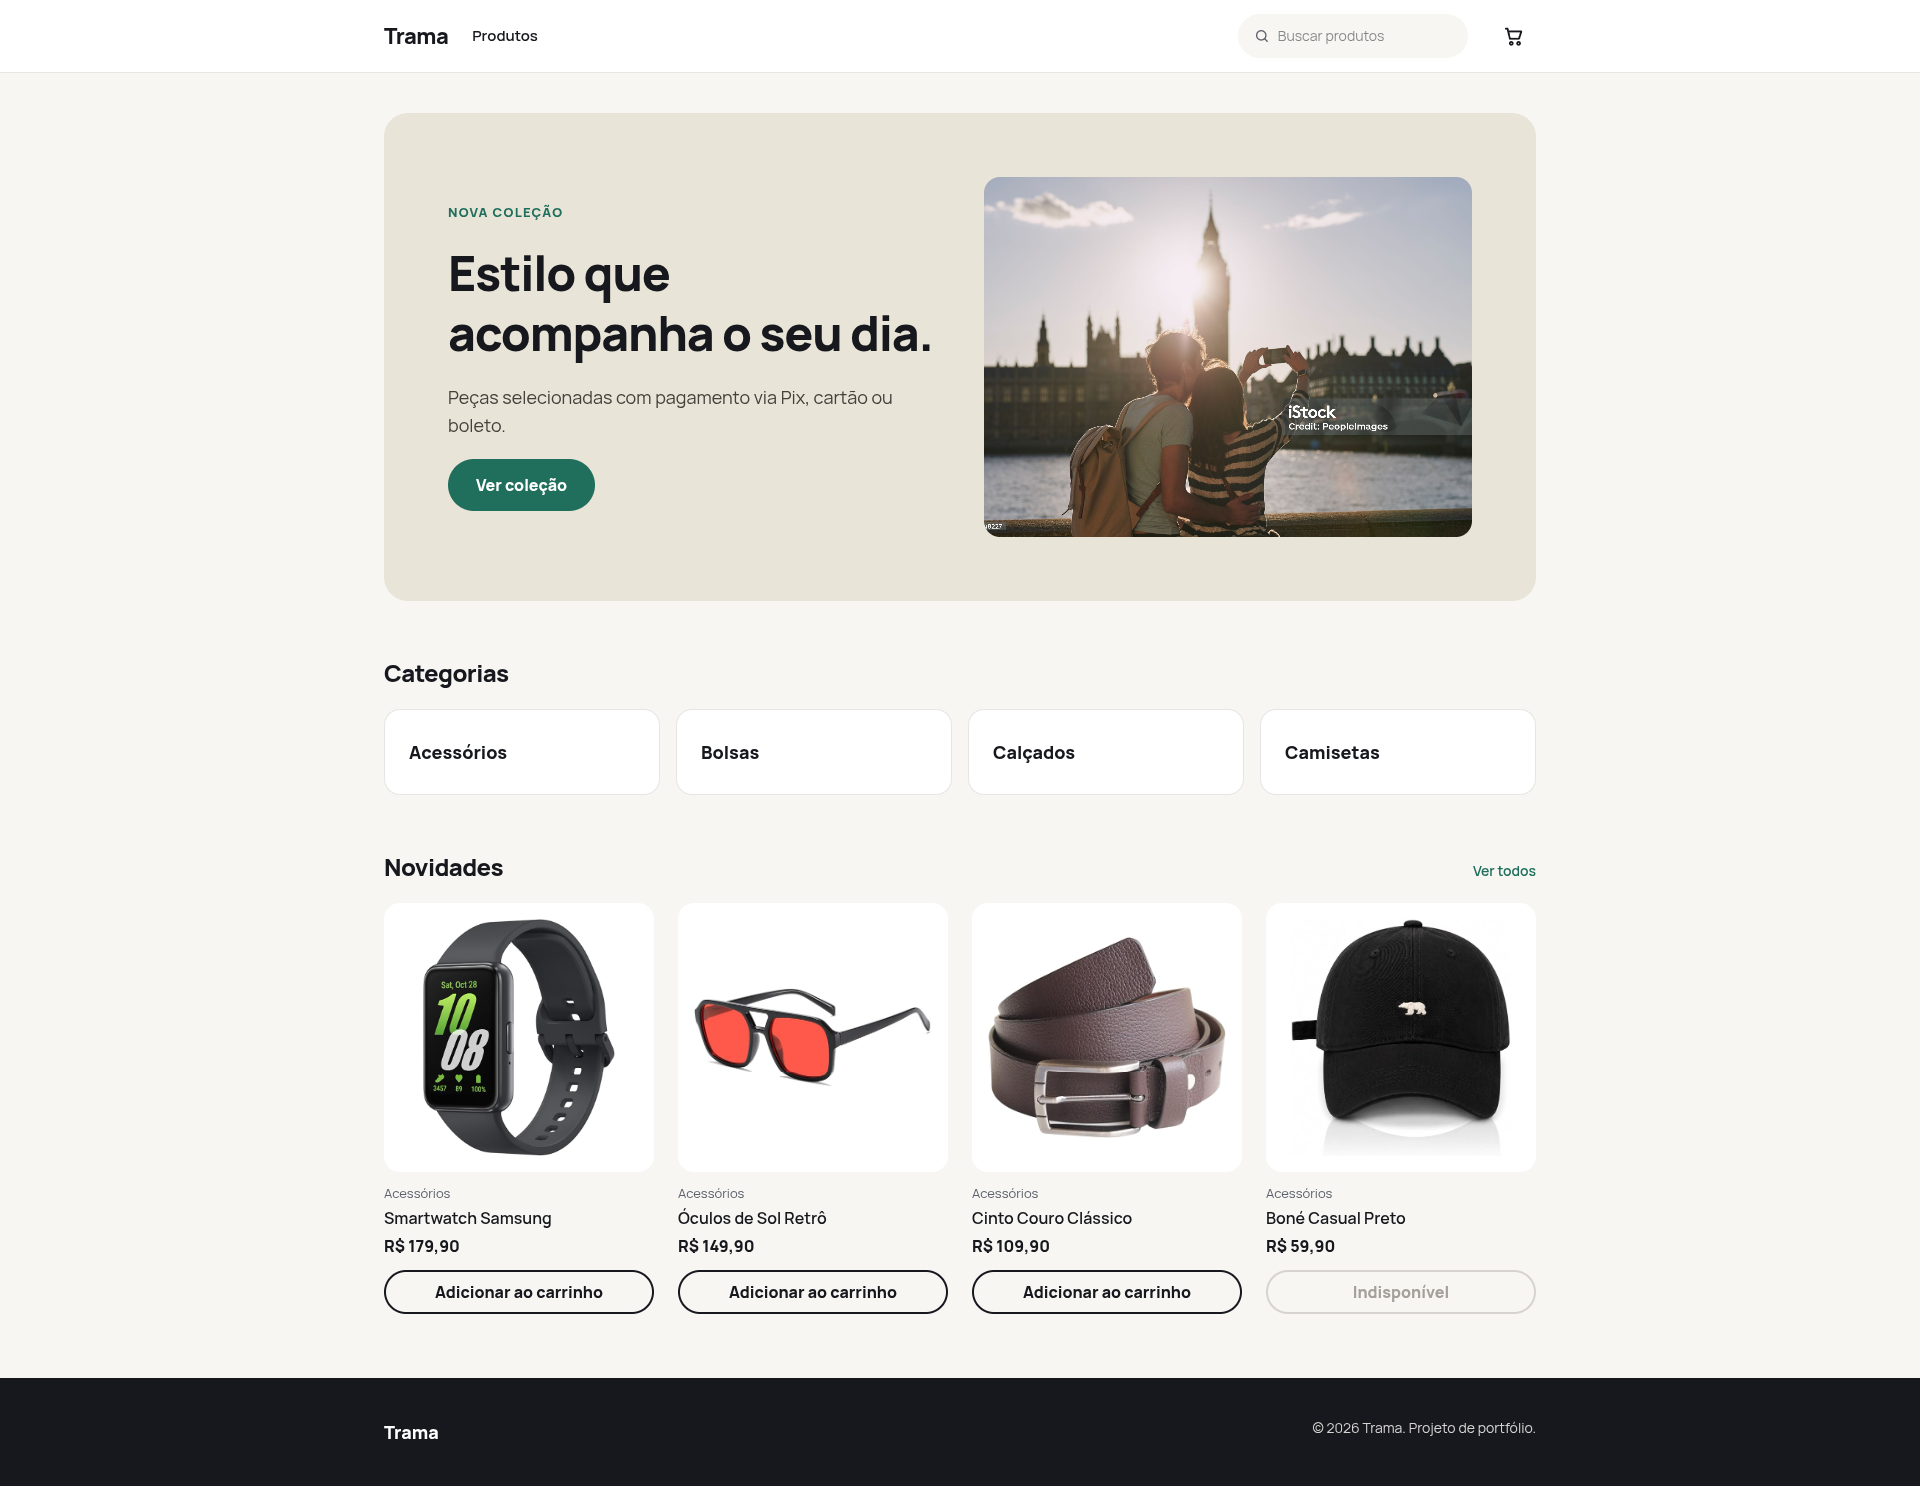 Trama
Produtos
Buscar produtos
NOVA COLEÇÃO
Estilo que
acompanha o seu dia.
Peças selecionadas com pagamento via Pix, cartão ou
boleto.
Ver coleção
iStock
Credit: PeopleImages
Categorias
Acessórios
Bolsas
Calçados
Camisetas
Novidades
Ver todos
Sat, Oct 28
10
08
3457 89 100%
Acessórios
Smartwatch Samsung
R$ 179,90
Adicionar ao carrinho
Acessórios
Óculos de Sol Retrô
R$ 149,90
Adicionar ao carrinho
Acessórios
Cinto Couro Clássico
R$ 109,90
Adicionar ao carrinho
Acessórios
Boné Casual Preto
R$ 59,90
Indisponível
Trama
© 2026 Trama. Projeto de portfólio.